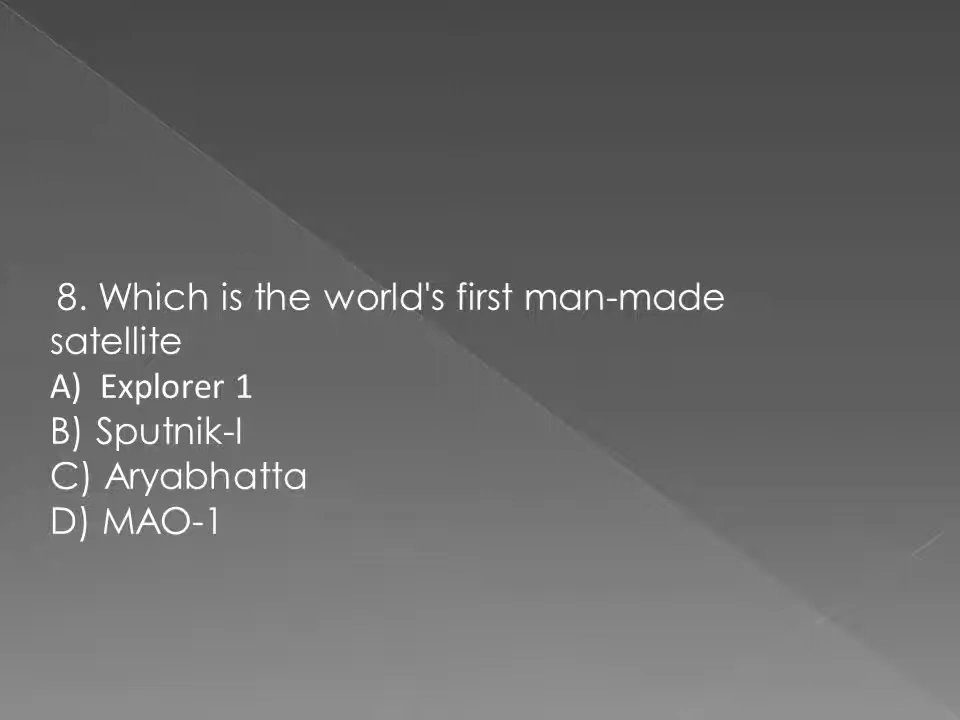 8. Which is the world's first man-made
satellite
A) Explorer 1
B) Sputnik-I
C) Aryabhatta
D) MAO-1